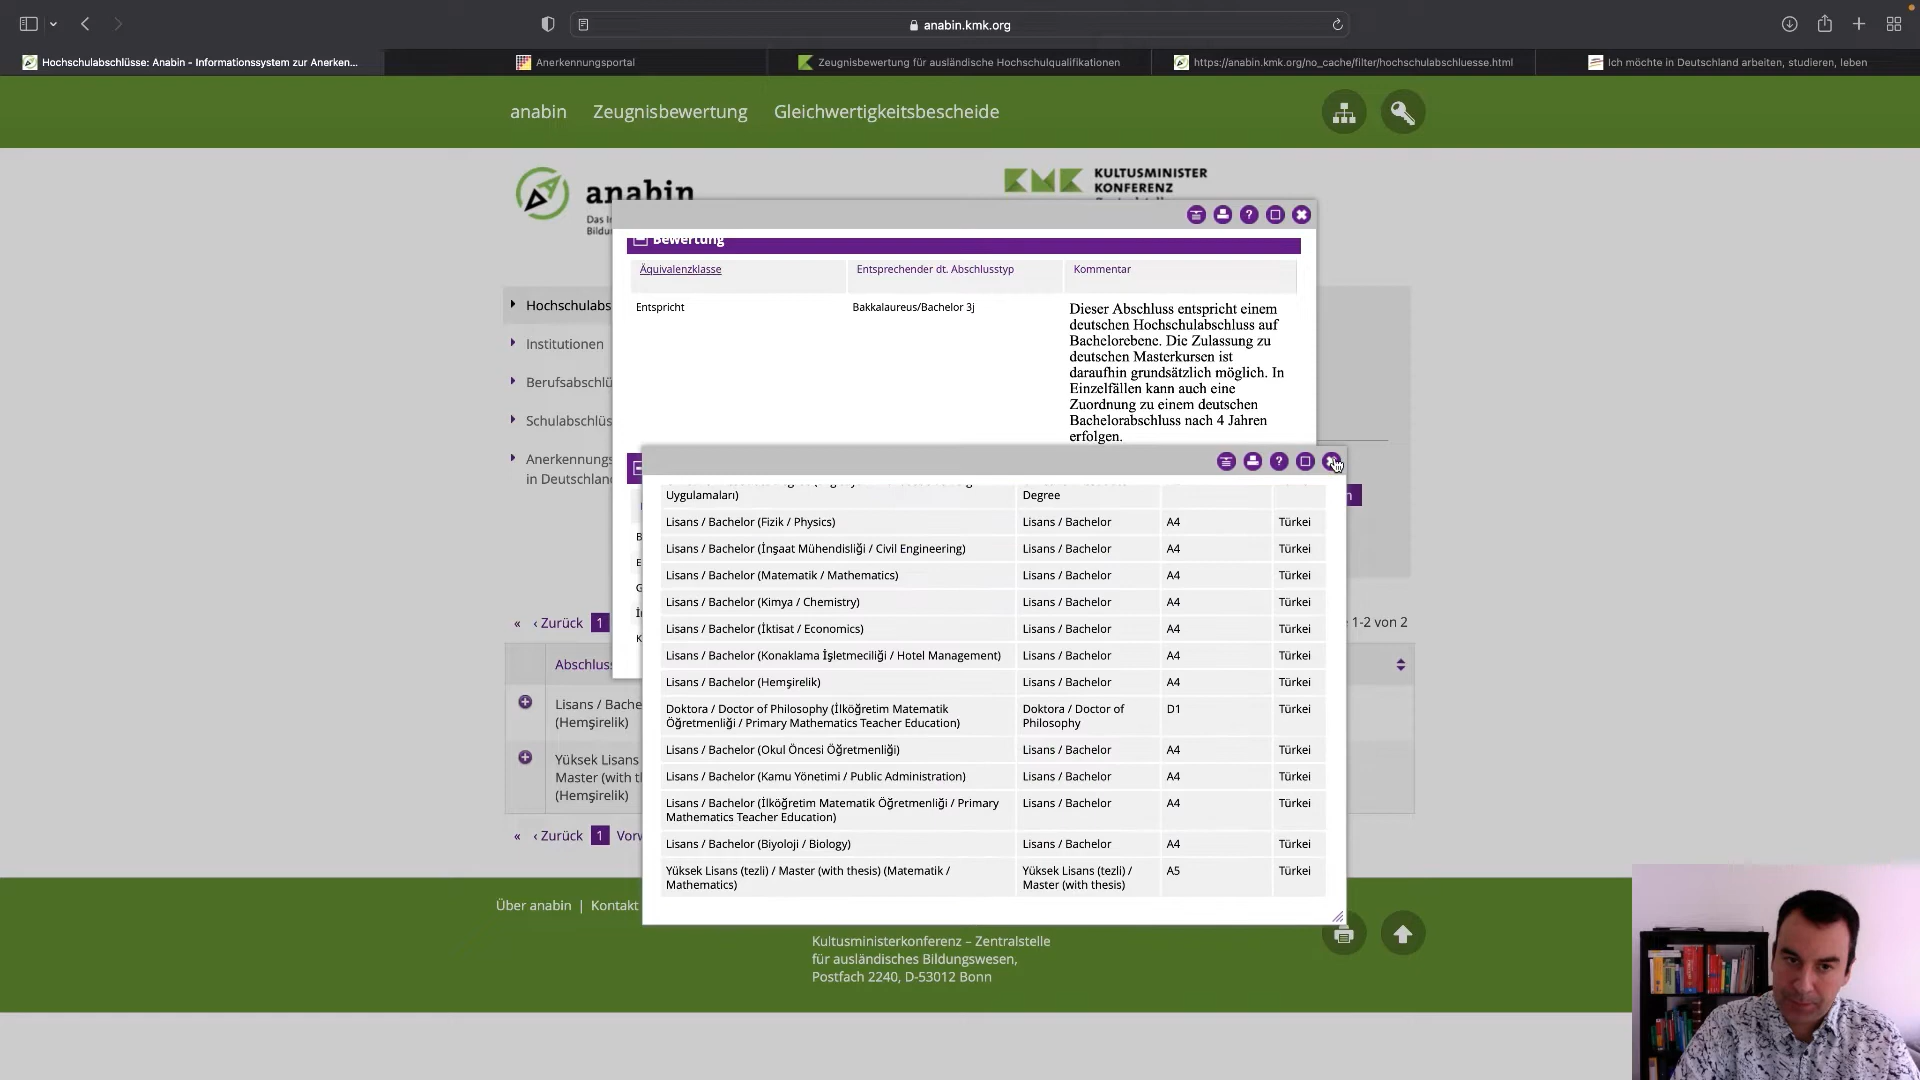 anabin.kmk.org
Hochschulabschlüsse: Anabin - Informationssystem zur Anerken...
Anerkennungsportal
Zeugnisbewertung für ausländische Hochschulqualifikationen
https://anabin.kmk.org/no_cache/filter/hochschulabschluesse.html
Ich möchte in Deutschland arbeiten, studieren, leben
anabin
Zeugnisbewertung
Gleichwertigkeitsbescheide
anabin
KMK
KULTUSMINISTER
KONFERENZ
Das
Bildu
Hochschulabs
Institutionen
Berufsabschlü
Schulabschlüs
Anerkennungs
in Deutschlan
Bewertung
Äquivalenzklasse
Entsprechender dt. Abschlusstyp
Kommentar
Entspricht
Bakkalaureus/Bachelor 3j
Dieser Abschluss entspricht einem
deutschen Hochschulabschluss auf
Bachelorebene. Die Zulassung zu
deutschen Masterkursen ist
daraufhin grundsätzlich möglich. In
Einzelfällen kann auch eine
Zuordnung zu einem deutschen
Bachelorabschluss nach 4 Jahren
erfolgen.
Uygulamaları)
Degree
Lisans / Bachelor (Fizik / Physics) Lisans / Bachelor A4 Türkei
Lisans / Bachelor (İnşaat Mühendisliği / Civil Engineering) Lisans / Bachelor A4 Türkei
Lisans / Bachelor (Matematik / Mathematics) Lisans / Bachelor A4 Türkei
Lisans / Bachelor (Kimya / Chemistry) Lisans / Bachelor A4 Türkei
Lisans / Bachelor (İktisat / Economics) Lisans / Bachelor A4 Türkei
Lisans / Bachelor (Konaklama İşletmeciliği / Hotel Management) Lisans / Bachelor A4 Türkei
Lisans / Bachelor (Hemşirelik) Lisans / Bachelor A4 Türkei
Doktora / Doctor of Philosophy (İlköğretim Matematik Doktora / Doctor of D1 Türkei
Öğretmenliği / Primary Mathematics Teacher Education) Philosophy
Lisans / Bachelor (Okul Öncesi Öğretmenliği) Lisans / Bachelor A4 Türkei
Lisans / Bachelor (Kamu Yönetimi / Public Administration) Lisans / Bachelor A4 Türkei
Lisans / Bachelor (İlköğretim Matematik Öğretmenliği / Primary Lisans / Bachelor A4 Türkei
Mathematics Teacher Education)
Lisans / Bachelor (Biyoloji / Biology) Lisans / Bachelor A4 Türkei
Yüksek Lisans (tezli) / Master (with thesis) (Matematik / Yüksek Lisans (tezli) / A5 Türkei
Mathematics) Master (with thesis)
« ‹ Zurück 1
1-2 von 2
Abschluss
Lisans / Bache
(Hemşirelik)
Yüksek Lisans
Master (with t
(Hemşirelik)
« ‹ Zurück 1 Vorw
Über anabin | Kontakt
Kultusministerkonferenz – Zentralstelle
für ausländisches Bildungswesen,
Postfach 2240, D-53012 Bonn